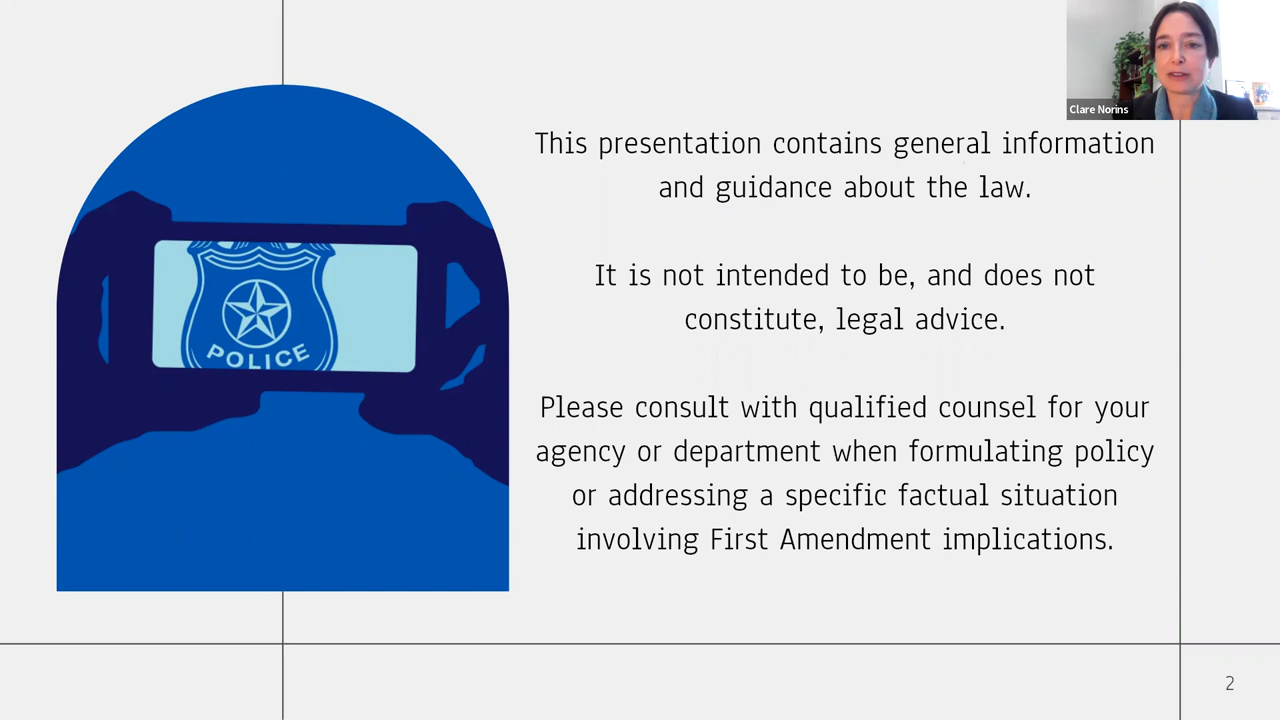 Clare Norins
This presentation contains general information
and guidance about the law.
It is not intended to be, and does not
constitute, legal advice.
Please consult with qualified counsel for your
agency or department when formulating policy
or addressing a specific factual situation
involving First Amendment implications.
POLICE
2